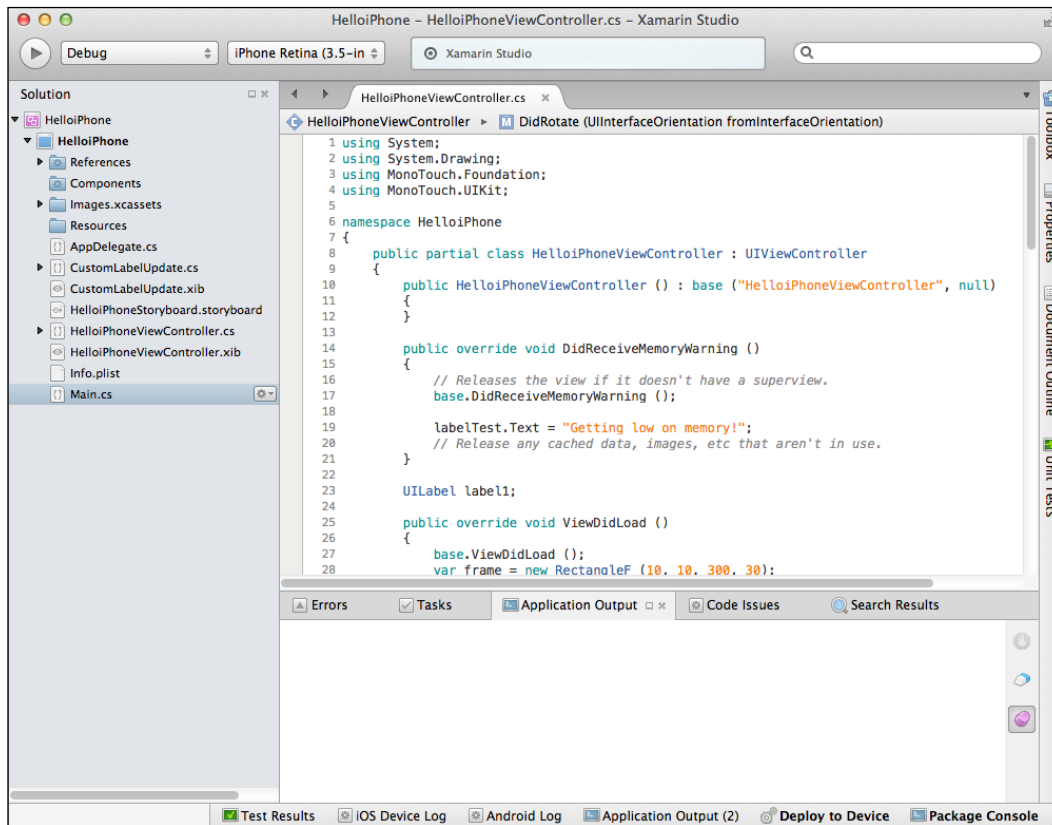 HelloiPhone – HelloiPhoneViewController.cs – Xamarin Studio
Debug
iPhone Retina (3.5-in
Xamarin Studio
Solution
HelloiPhone
HelloiPhone
References
Components
Images.xcassets
Resources
AppDelegate.cs
CustomLabelUpdate.cs
CustomLabelUpdate.xib
HelloiPhoneStoryboard.storyboard
HelloiPhoneViewController.cs
HelloiPhoneViewController.xib
Info.plist
Main.cs
HelloiPhoneViewController.cs
HelloiPhoneViewController ▸ M DidRotate (UIInterfaceOrientation fromInterfaceOrientation)
1 using System;
2 using System.Drawing;
3 using MonoTouch.Foundation;
4 using MonoTouch.UIKit;
5
6 namespace HelloiPhone
7 {
8 public partial class HelloiPhoneViewController : UIViewController
9 {
10 public HelloiPhoneViewController () : base ("HelloiPhoneViewController", null)
11 {
12 }
13
14 public override void DidReceiveMemoryWarning ()
15 {
16 // Releases the view if it doesn't have a superview.
17 base.DidReceiveMemoryWarning ();
18
19 labelTest.Text = "Getting low on memory!";
20 // Release any cached data, images, etc that aren't in use.
21 }
22
23 UILabel label1;
24
25 public override void ViewDidLoad ()
26 {
27 base.ViewDidLoad ();
28 var frame = new RectangleF (10, 10, 300, 30);
Toolbox
Properties
Document Outline
Unit Tests
Errors
Tasks
Application Output
Code Issues
Search Results
Test Results
iOS Device Log
Android Log
Application Output (2)
Deploy to Device
Package Console